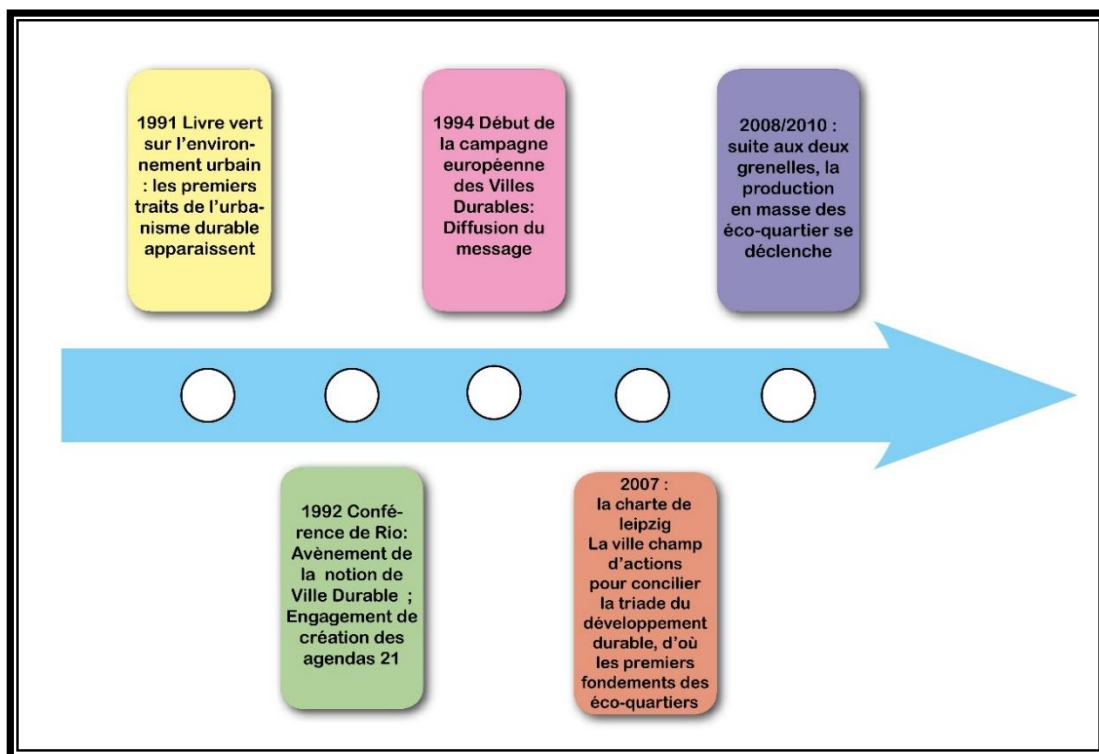 1991 Livre vert
sur l'environ-
nement urbain
: les premiers
traits de l'urba-
nisme durable
apparaissent
1992 Confé-
rence de Rio:
Avènement de
la notion de
Ville Durable ;
Engagement de
création des
agendas 21
1994 Début de
la campagne
européenne
des Villes
Durables:
Diffusion du
message
2007 :
la charte de
leipzig
La ville champ
d'actions
pour concilier
la triade du
développement
durable, d'où
les premiers
fondements des
éco-quartiers
2008/2010 :
suite aux deux
grenelles, la
production
en masse des
éco-quartier se
déclenche